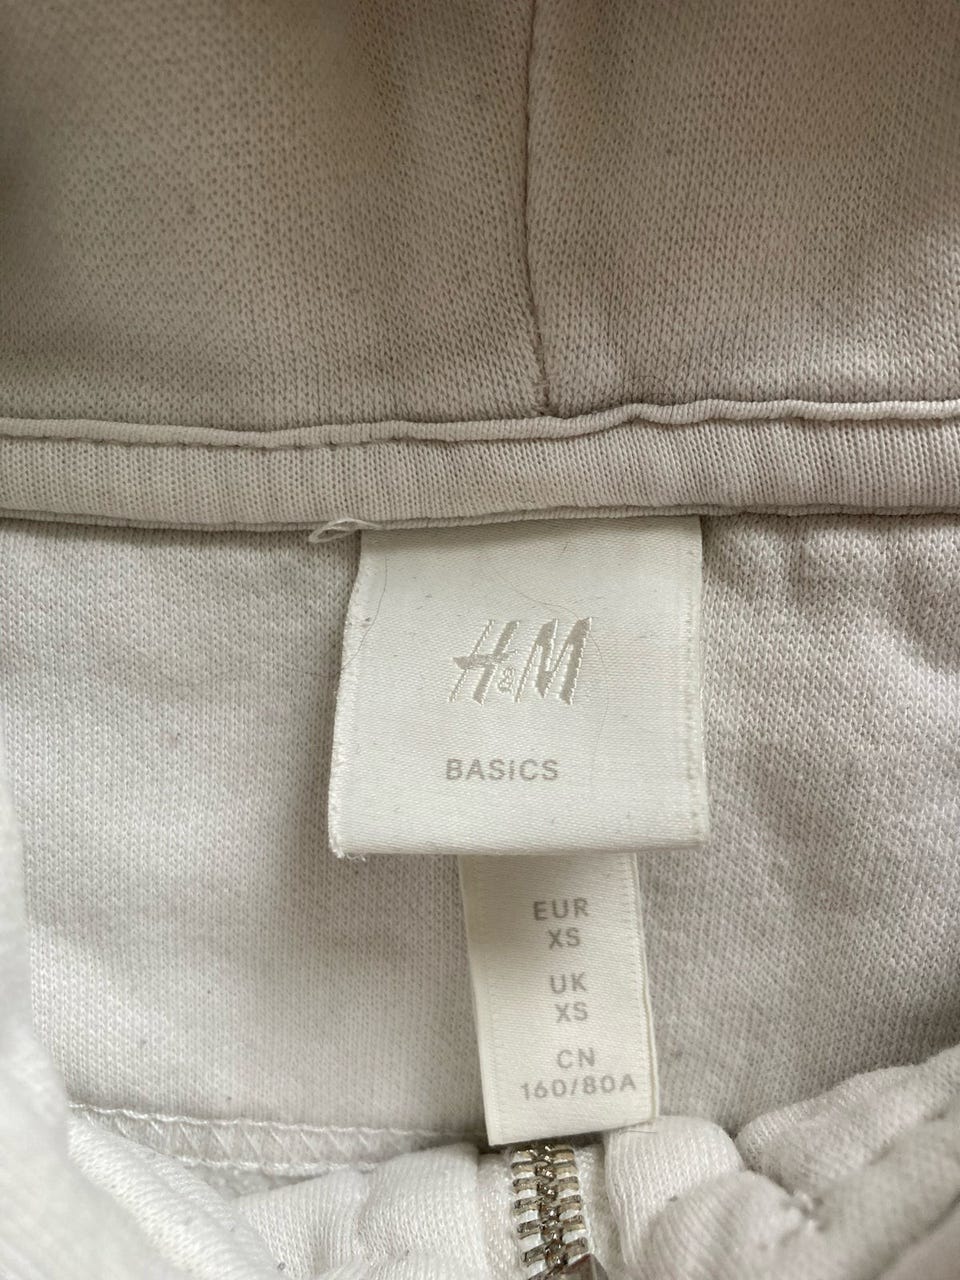 H&M
BASICS
EUR
XS
UK
XS
CN
160/80A